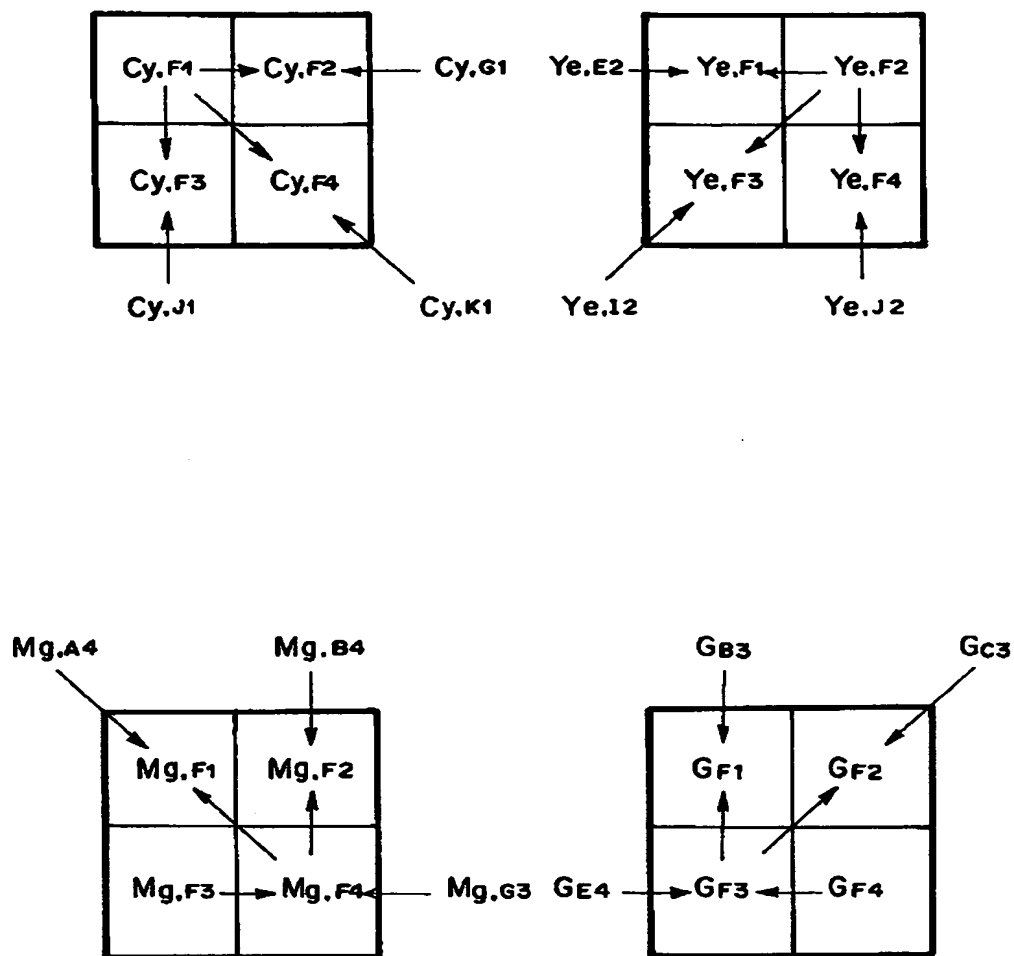 Cy.F1 Cy.F2 Cy.G1 Ye.E2 Ye.F1 Ye.F2
Cy.F3 Cy.F4 Ye.F3 Ye.F4
Cy.J1 Cy.K1 Ye.I2 Ye.J2
Mg.A4 Mg.B4 GB3 GC3
Mg.F1 Mg.F2 GF1 GF2
Mg.F3 Mg.F4 Mg.G3 GE4 GF3 GF4